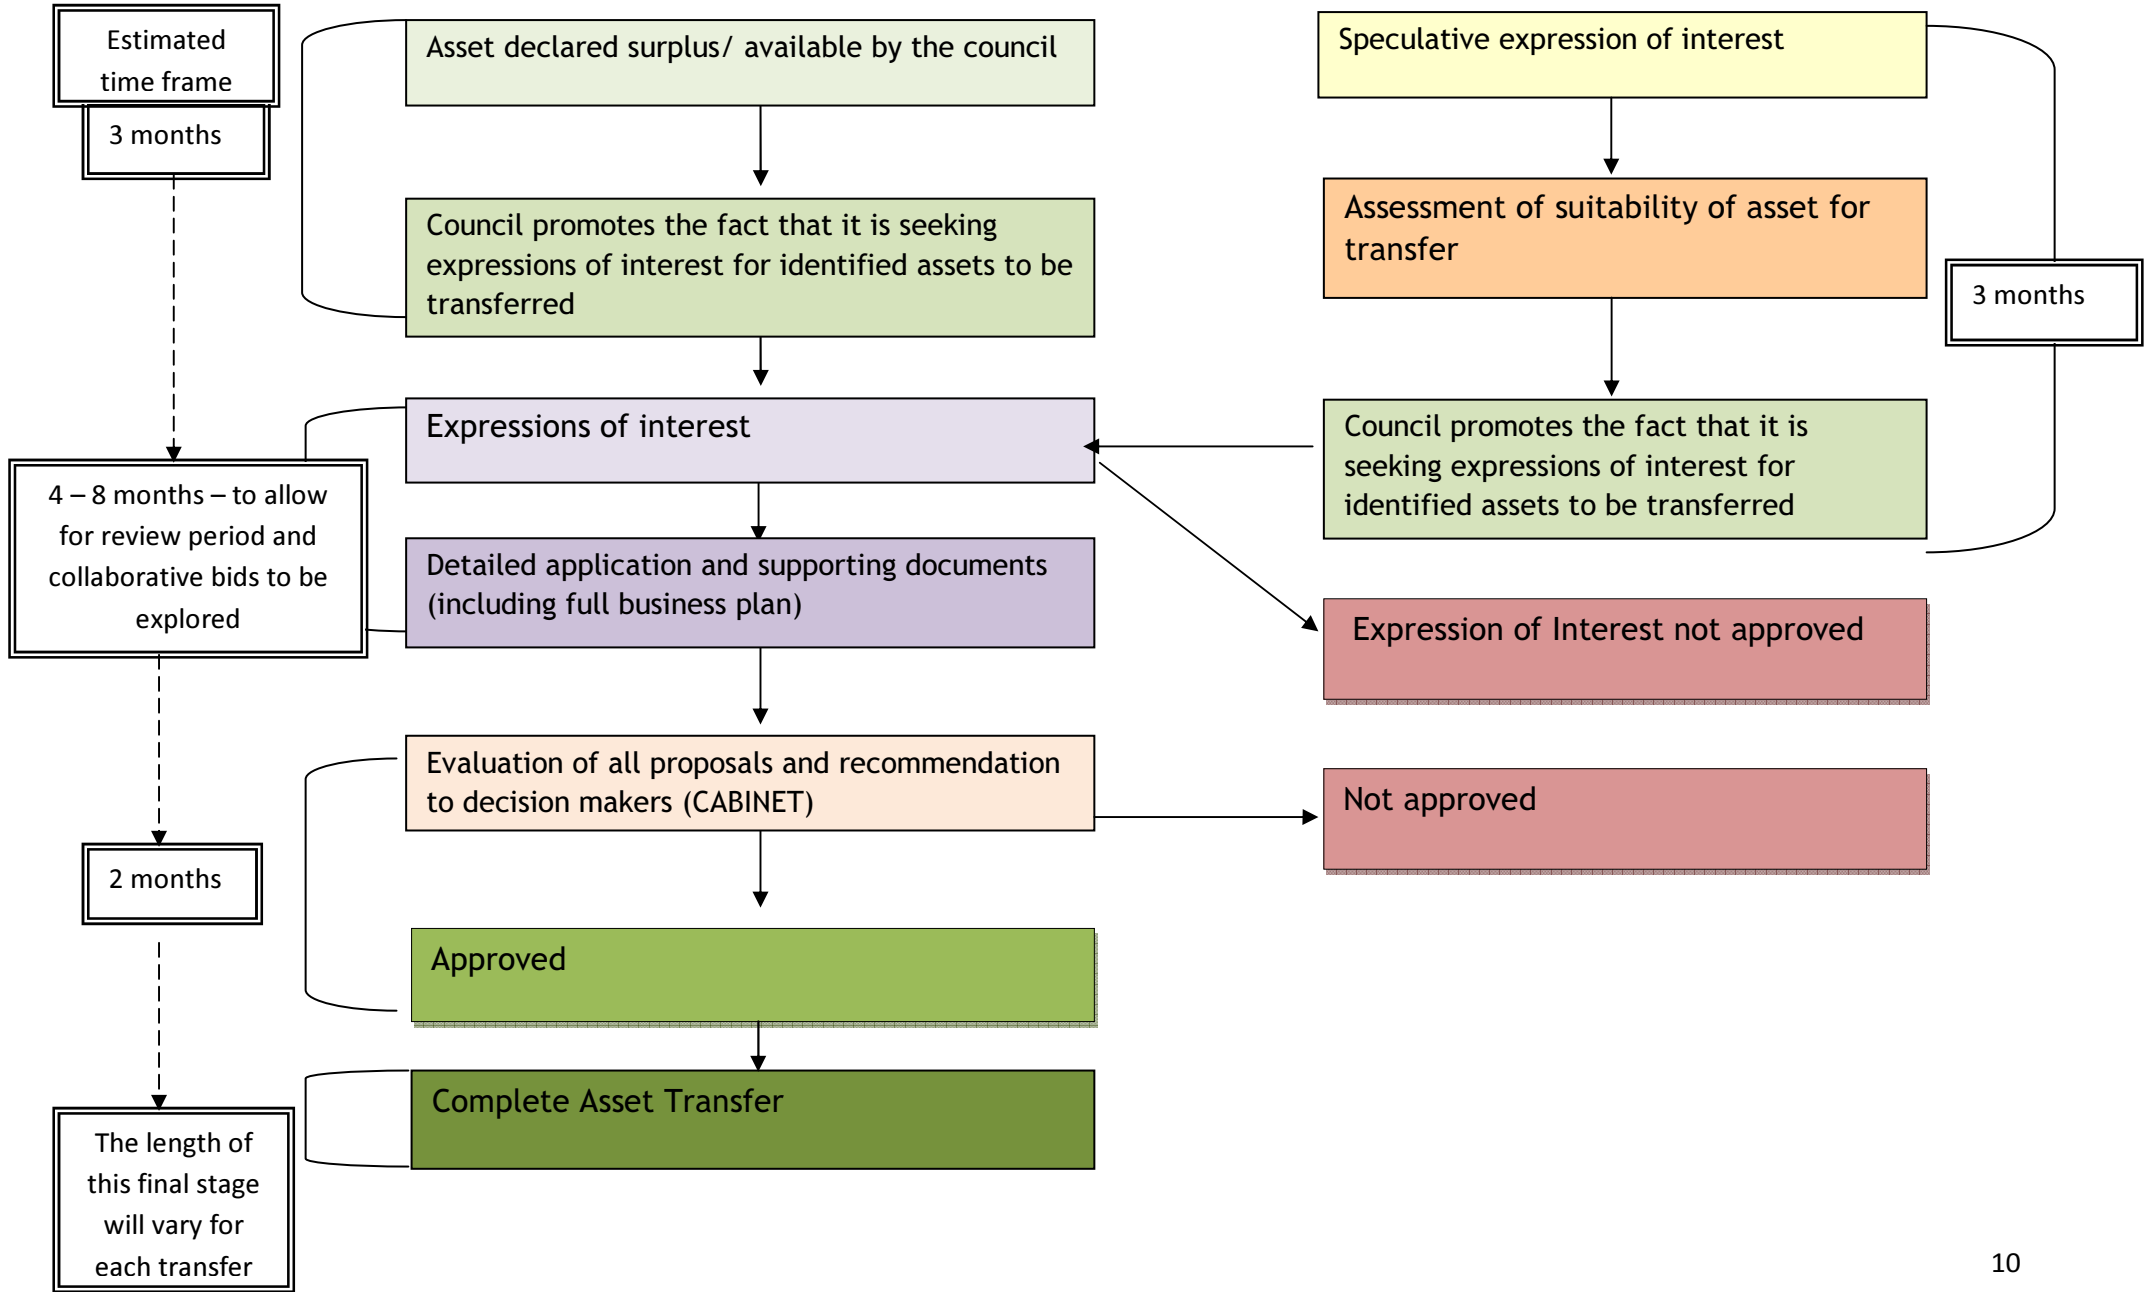 Estimated
time frame
3 months
Asset declared surplus/ available by the council
Council promotes the fact that it is seeking
expressions of interest for identified assets to be
transferred
Speculative expression of interest
Assessment of suitability of asset for
transfer
3 months
Council promotes the fact that it is
seeking expressions of interest for
identified assets to be transferred
Expressions of interest
4 – 8 months – to allow
for review period and
collaborative bids to be
explored
Detailed application and supporting documents
(including full business plan)
Expression of Interest not approved
Evaluation of all proposals and recommendation
to decision makers (CABINET)
Not approved
2 months
Approved
Complete Asset Transfer
The length of
this final stage
will vary for
each transfer
10